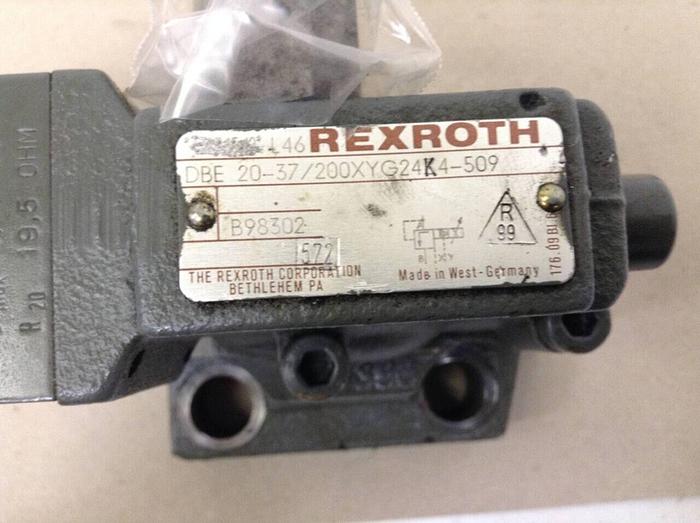 L46 REXROTH
DBE 20-37/200XYG24K4-509
B98302
572
THE REXROTH CORPORATION
BETHLEHEM PA
Made in West-Germany
R
99
B X Y
R 20 19,5 OHM